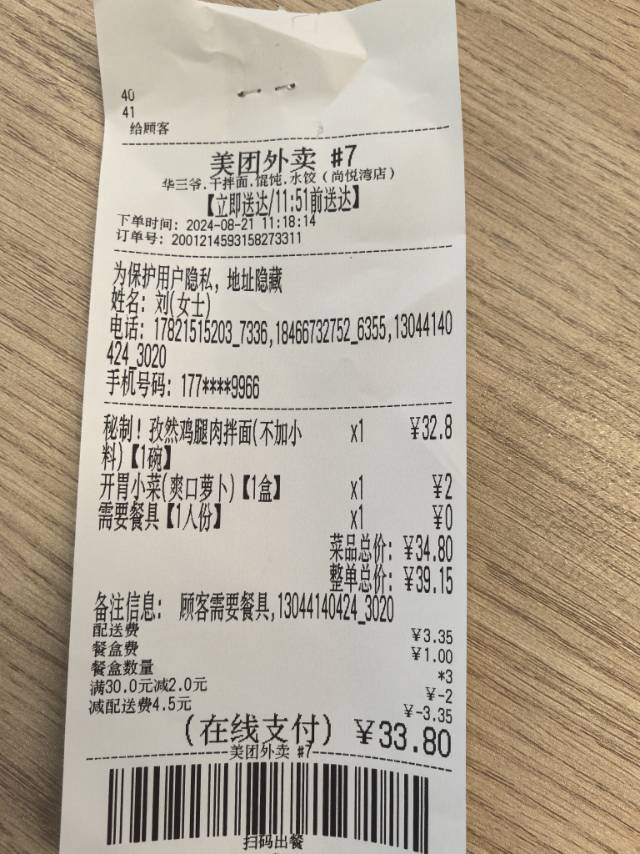 40
41
给顾客
美团外卖 #7
华三爷.干拌面.馄饨.水饺(尚悦湾店)
【立即送达/11:51前送达】
下单时间: 2024-08-21 11:18:14
订单号: 2001214593158273311
为保护用户隐私,地址隐藏
姓名: 刘(女士)
电话: 17821515203_7336,18466732752_6355,13044140
424_3020
手机号码: 177****9966
秘制!孜然鸡腿肉拌面(不加小 x1 ¥32.8
料)【1碗】
开胃小菜(爽口萝卜)【1盒】 x1 ¥2
需要餐具【1人份】 x1 ¥0
菜品总价: ¥34.80
整单总价: ¥39.15
备注信息: 顾客需要餐具,13044140424_3020
配送费 ¥3.35
餐盒费 ¥1.00
餐盒数量 *3
满30.0元减2.0元 ¥-2
减配送费4.5元 ¥-3.35
(在线支付) ¥33.80
美团外卖 #7
扫码出餐